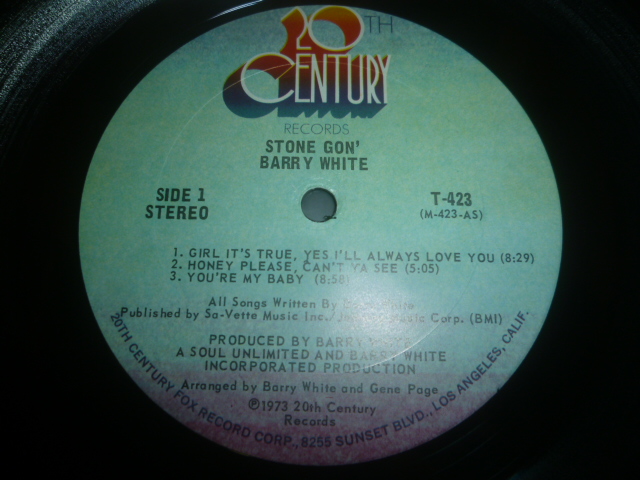 20TH
CENTURY
RECORDS
STONE GON'
BARRY WHITE
SIDE 1
STEREO
T-423
(M-423-AS)
1. GIRL IT'S TRUE, YES I'LL ALWAYS LOVE YOU (8:29)
2. HONEY PLEASE, CAN'T YA SEE (5:05)
3. YOU'RE MY BABY (8:58)
All Songs Written By
Published by Sa-Vette Music Inc./ Music Corp. (BMI)
PRODUCED BY BARRY WHITE
A SOUL UNLIMITED AND BARRY WHITE
INCORPORATED PRODUCTION
Arranged by Barry White and Gene Page
℗1973 20th Century
Records
20TH CENTURY FOX RECORD CORP., 8255 SUNSET BLVD., LOS ANGELES, CALIF.